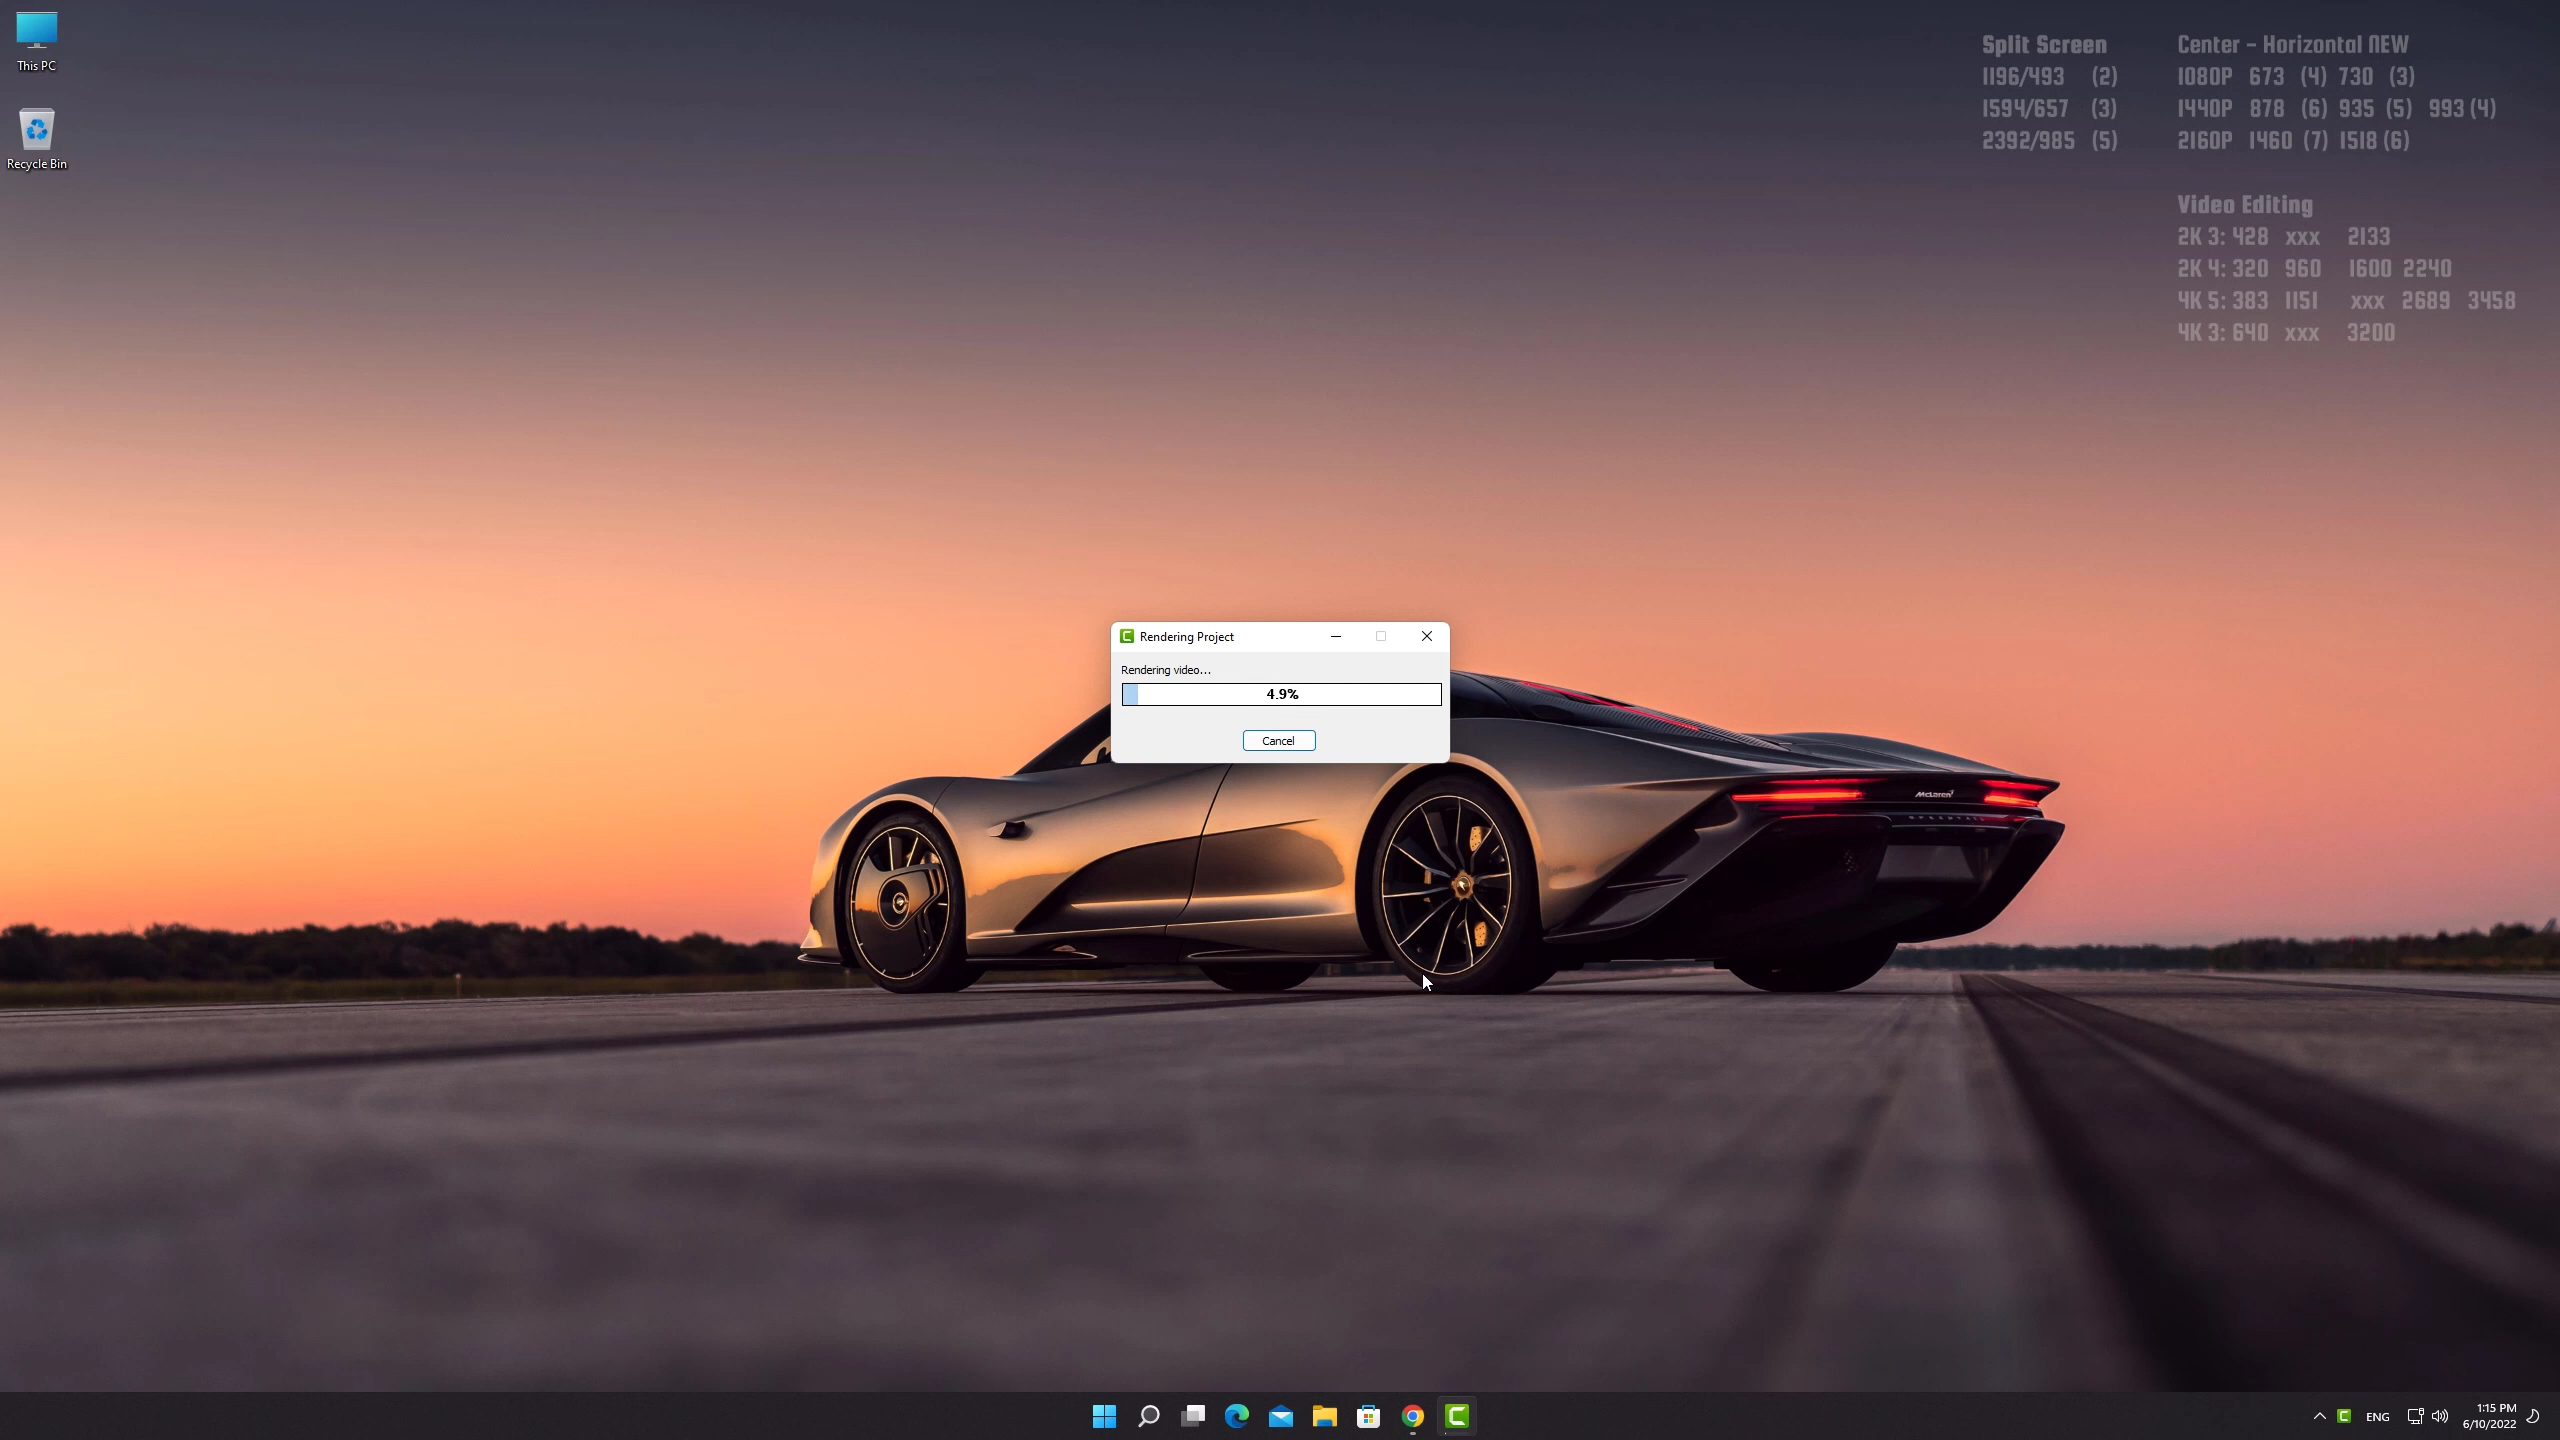 This PC
Recycle Bin
Split Screen
1196/493 (2)
1594/657 (3)
2392/985 (5)
Center - Horizontal NEW
1080P 673 (4) 730 (3)
1440P 878 (6) 935 (5) 993 (4)
2160P 1460 (7) 1518 (6)
Video Editing
2K 3: 428 xxx 2133
2K 4: 320 960 1600 2240
4K 5: 383 1151 xxx 2689 3458
4K 3: 640 xxx 3200
Rendering Project
Rendering video...
4.9%
Cancel
McLaren
SPEEDTAIL
ENG
1:15 PM
6/10/2022